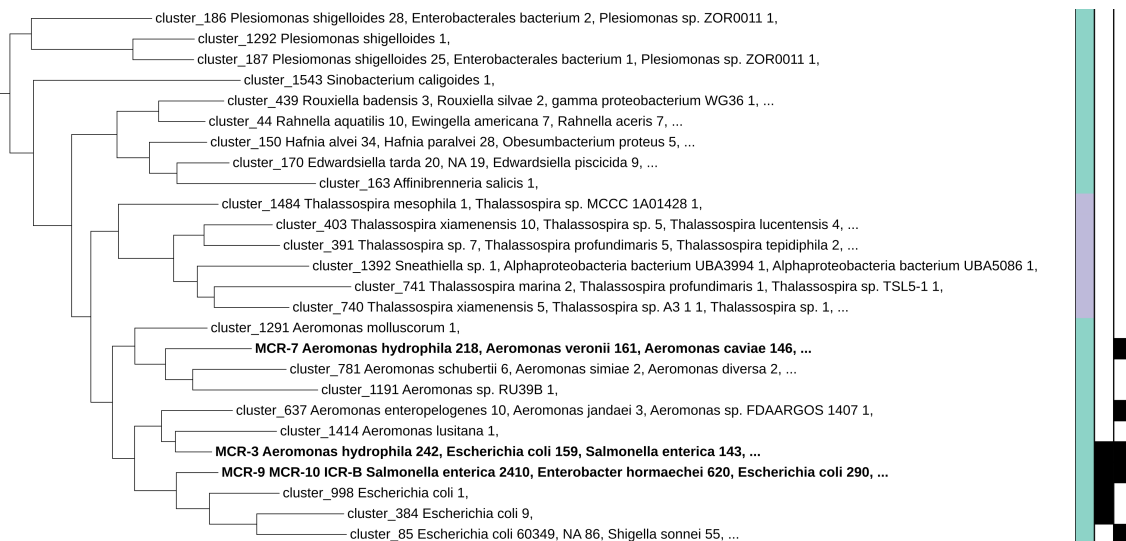 cluster_186 Plesiomonas shigelloides 28, Enterobacterales bacterium 2, Plesiomonas sp. ZOR0011 1,
cluster_1292 Plesiomonas shigelloides 1,
cluster_187 Plesiomonas shigelloides 25, Enterobacterales bacterium 1, Plesiomonas sp. ZOR0011 1,
cluster_1543 Sinobacterium caligoides 1,
cluster_439 Rouxiella badensis 3, Rouxiella silvae 2, gamma proteobacterium WG36 1, ...
cluster_44 Rahnella aquatilis 10, Ewingella americana 7, Rahnella aceris 7, ...
cluster_150 Hafnia alvei 34, Hafnia paralvei 28, Obesumbacterium proteus 5, ...
cluster_170 Edwardsiella tarda 20, NA 19, Edwardsiella piscicida 9, ...
cluster_163 Affinibrenneria salicis 1,
cluster_1484 Thalassospira mesophila 1, Thalassospira sp. MCCC 1A01428 1,
cluster_403 Thalassospira xiamenensis 10, Thalassospira sp. 5, Thalassospira lucentensis 4, ...
cluster_391 Thalassospira sp. 7, Thalassospira profundimaris 5, Thalassospira tepidiphila 2, ...
cluster_1392 Sneathiella sp. 1, Alphaproteobacteria bacterium UBA3994 1, Alphaproteobacteria bacterium UBA5086 1,
cluster_741 Thalassospira marina 2, Thalassospira profundimaris 1, Thalassospira sp. TSL5-1 1,
cluster_740 Thalassospira xiamenensis 5, Thalassospira sp. A3 1 1, Thalassospira sp. 1, ...
cluster_1291 Aeromonas molluscorum 1,
MCR-7 Aeromonas hydrophila 218, Aeromonas veronii 161, Aeromonas caviae 146, ...
cluster_781 Aeromonas schubertii 6, Aeromonas simiae 2, Aeromonas diversa 2, ...
cluster_1191 Aeromonas sp. RU39B 1,
cluster_637 Aeromonas enteropelogenes 10, Aeromonas jandaei 3, Aeromonas sp. FDAARGOS 1407 1,
cluster_1414 Aeromonas lusitana 1,
MCR-3 Aeromonas hydrophila 242, Escherichia coli 159, Salmonella enterica 143, ...
MCR-9 MCR-10 ICR-B Salmonella enterica 2410, Enterobacter hormaechei 620, Escherichia coli 290, ...
cluster_998 Escherichia coli 1,
cluster_384 Escherichia coli 9,
cluster_85 Escherichia coli 60349, NA 86, Shigella sonnei 55, ...